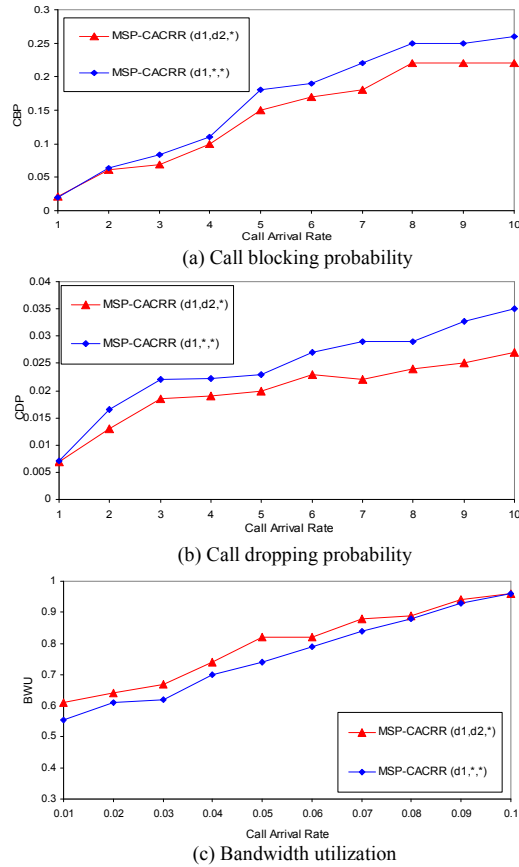 0.3
0.25
0.2
0.15
0.1
0.05
0
CBP
MSP-CACRR (d1,d2,*)
MSP-CACRR (d1,*,*)
1 2 3 4 5 6 7 8 9 10
Call Arrival Rate
(a) Call blocking probability
0.04
0.035
0.03
0.025
0.02
0.015
0.01
0.005
0
CDP
MSP-CACRR (d1,d2,*)
MSP-CACRR (d1,*,*)
1 2 3 4 5 6 7 8 9 10
Call Arrival Rate
(b) Call dropping probability
1
0.9
0.8
0.7
0.6
0.5
0.4
0.3
BWU
MSP-CACRR (d1,d2,*)
MSP-CACRR (d1,*,*)
0.01 0.02 0.03 0.04 0.05 0.06 0.07 0.08 0.09 0.1
Call Arrival Rate
(c) Bandwidth utilization